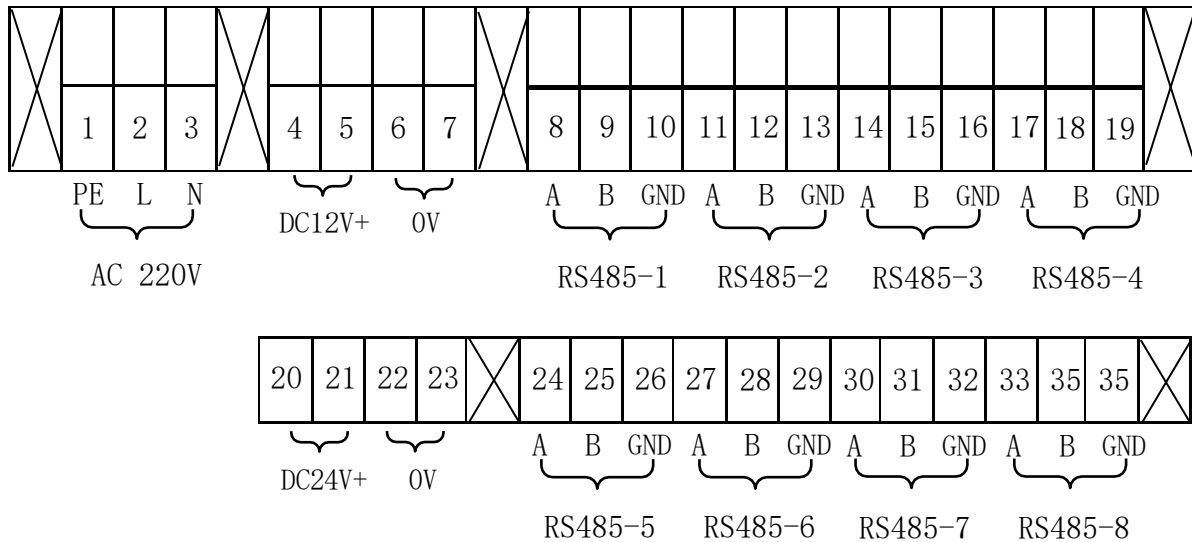 1 2 3 4 5 6 7 8 9 10 11 12 13 14 15 16 17 18 19
PE L N A B GND A B GND A B GND A B GND
DC12V+ 0V
AC 220V RS485-1 RS485-2 RS485-3 RS485-4
20 21 22 23 24 25 26 27 28 29 30 31 32 33 35 35
A B GND A B GND A B GND A B GND
DC24V+ 0V
RS485-5 RS485-6 RS485-7 RS485-8